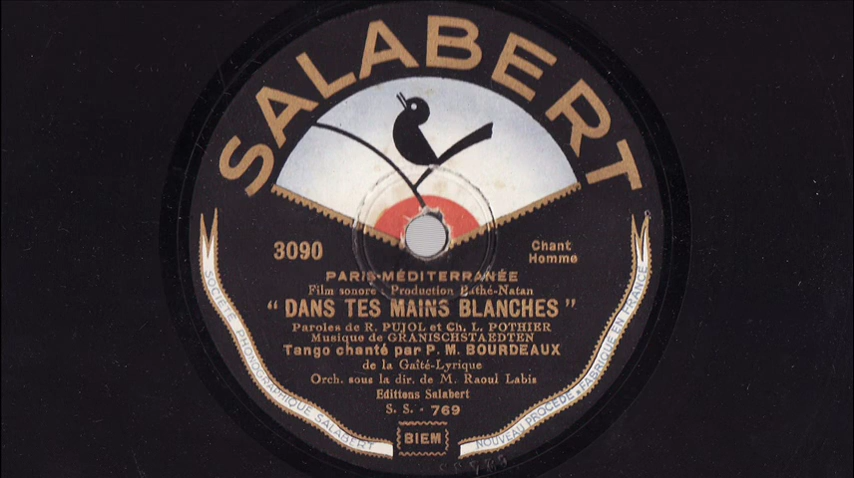 SALABERT
3090
Chant
Homme
PARIS-MÉDITERRANÉE
Film sonore : Production Pathé-Natan
"DANS TES MAINS BLANCHES"
Paroles de R. PUJOL et Ch. L. POTHIER
Musique de GRANISCHSTAEDTEN
Tango chanté par P. M. BOURDEAUX
de la Gaîté-Lyrique
Orch. sous la dir. de M. Raoul Labis
Editions Salabert
S. S. - 769
BIEM
SOCIÉTÉ PHONOGRAPHIQUE SALABERT
NOUVEAU PROCÉDÉ • FABRIQUÉ EN FRANCE